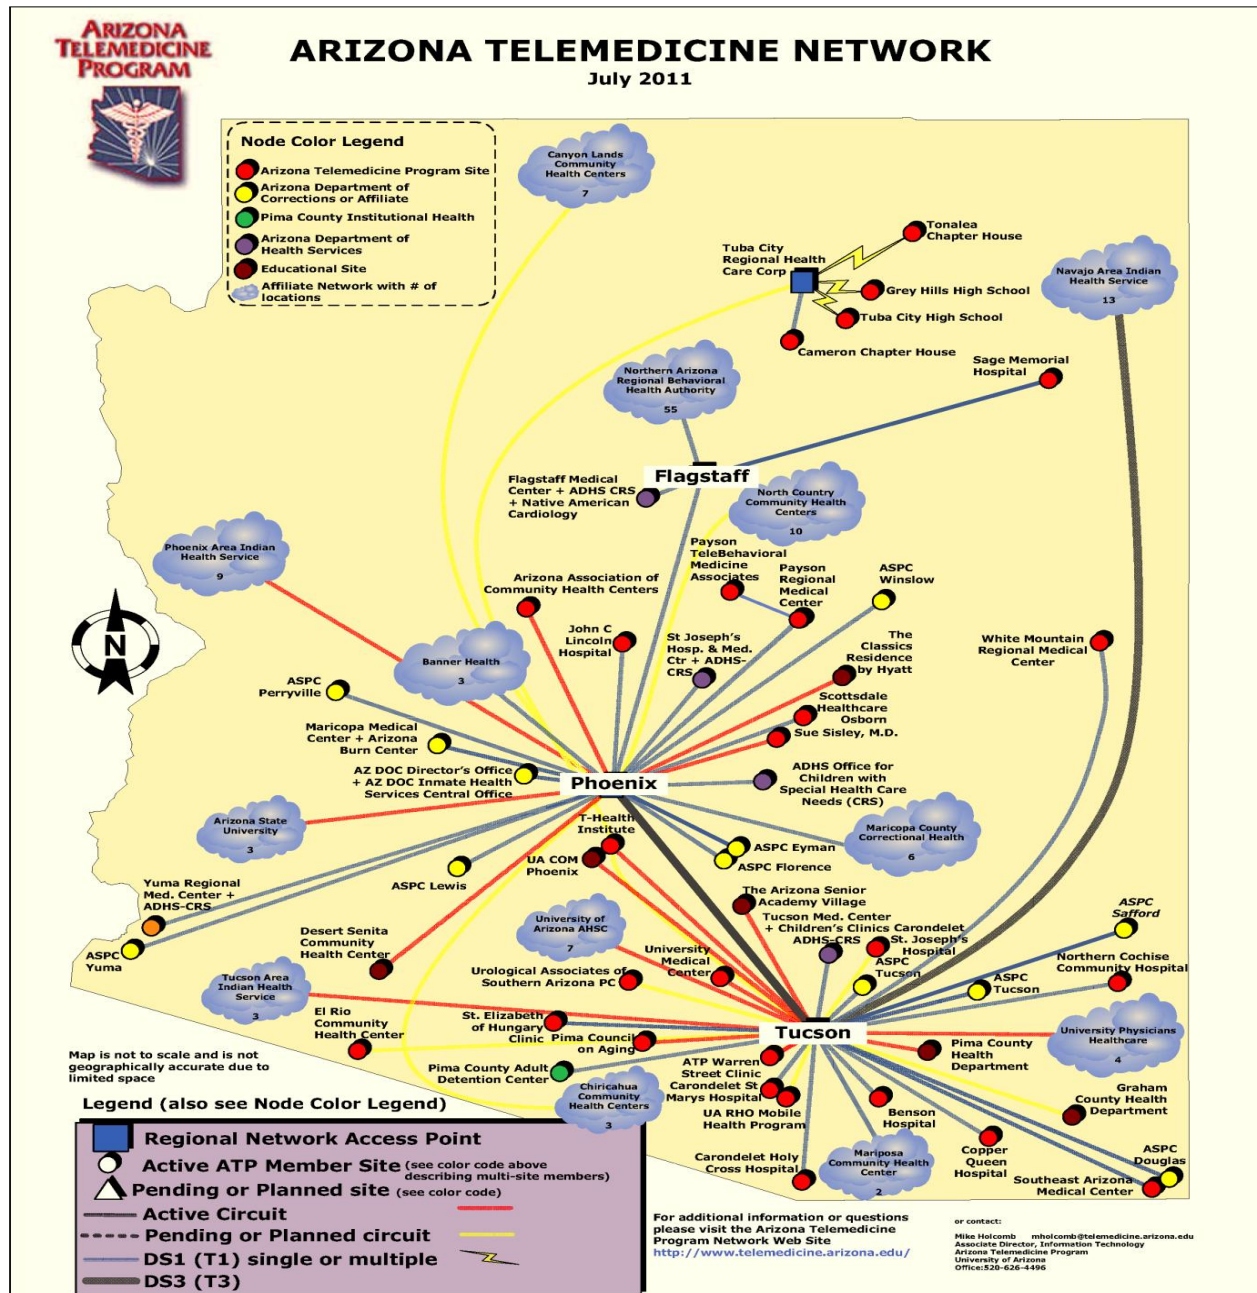 ARIZONA
TELEMEDICINE
PROGRAM
ARIZONA TELEMEDICINE NETWORK
July 2011
Node Color Legend
Arizona Telemedicine Program Site
Arizona Department of
Corrections or Affiliate
Pima County Institutional Health
Arizona Department of
Health Services
Educational Site
Affiliate Network with # of
locations
Canyon Lands
Community
Health Centers
7
Tonalea
Chapter House
Tuba City
Regional Health
Care Corp
Grey Hills High School
Tuba City High School
Cameron Chapter House
Navajo Area Indian
Health Service
13
Northern Arizona
Regional Behavioral
Health Authority
55
Sage Memorial
Hospital
Flagstaff
Flagstaff Medical
Center + ADHS CRS
+ Native American
Cardiology
North Country
Community Health
Centers
10
Phoenix Area Indian
Health Service
9
Arizona Association of
Community Health Centers
Payson
TeleBehavioral
Medicine
Associates
Payson
Regional
Medical
Center
ASPC
Winslow
N
John C
Lincoln
Hospital
St Joseph's
Hosp. & Med.
Ctr + ADHS-
CRS
The
Classics
Residence
by Hyatt
White Mountain
Regional Medical
Center
Banner Health
3
ASPC
Perryville
Scottsdale
Healthcare
Osborn
Sue Sisley, M.D.
Maricopa Medical
Center + Arizona
Burn Center
AZ DOC Director's Office
+ AZ DOC Inmate Health
Services Central Office
Phoenix
ADHS Office for
Children with
Special Health Care
Needs (CRS)
Arizona State
University
3
T-Health
Institute
UA COM
Phoenix
ASPC Eyman
ASPC Florence
Maricopa County
Correctional Health
6
ASPC Lewis
Yuma Regional
Med. Center +
ADHS-CRS
ASPC
Yuma
Desert Senita
Community
Health Center
University of
Arizona AHSC
7
The Arizona Senior
Academy Village
Tucson Med. Center
+ Children's Clinics
ADHS-CRS
Carondelet
St. Joseph's
Hospital
ASPC
Safford
University
Medical
Center
ASPC
Tucson
ASPC
Tucson
Northern Cochise
Community Hospital
Tucson Area
Indian Health
Service
3
Urological Associates of
Southern Arizona PC
El Rio
Community
Health Center
St. Elizabeth
of Hungary
Clinic
Pima Council
on Aging
Tucson
University Physicians
Healthcare
4
Pima County
Health
Department
Map is not to scale and is not
geographically accurate due to
limited space
Pima County Adult
Detention Center
ATP Warren
Street Clinic
Carondelet St
Marys Hospital
UA RHO Mobile
Health Program
Chiricahua
Community
Health Centers
3
Benson
Hospital
Graham
County Health
Department
Carondelet Holy
Cross Hospital
Mariposa
Community Health
Center
2
Copper
Queen
Hospital
ASPC
Douglas
Southeast Arizona
Medical Center
Legend (also see Node Color Legend)
Regional Network Access Point
Active ATP Member Site (see color code above
describing multi-site members)
Pending or Planned site (see color code)
Active Circuit
Pending or Planned circuit
DS1 (T1) single or multiple
DS3 (T3)
For additional information or questions
please visit the Arizona Telemedicine
Program Network Web Site
http://www.telemedicine.arizona.edu/
or contact:
Mike Holcomb mholcomb@telemedicine.arizona.edu
Associate Director, Information Technology
Arizona Telemedicine Program
University of Arizona
Office:520-626-4496